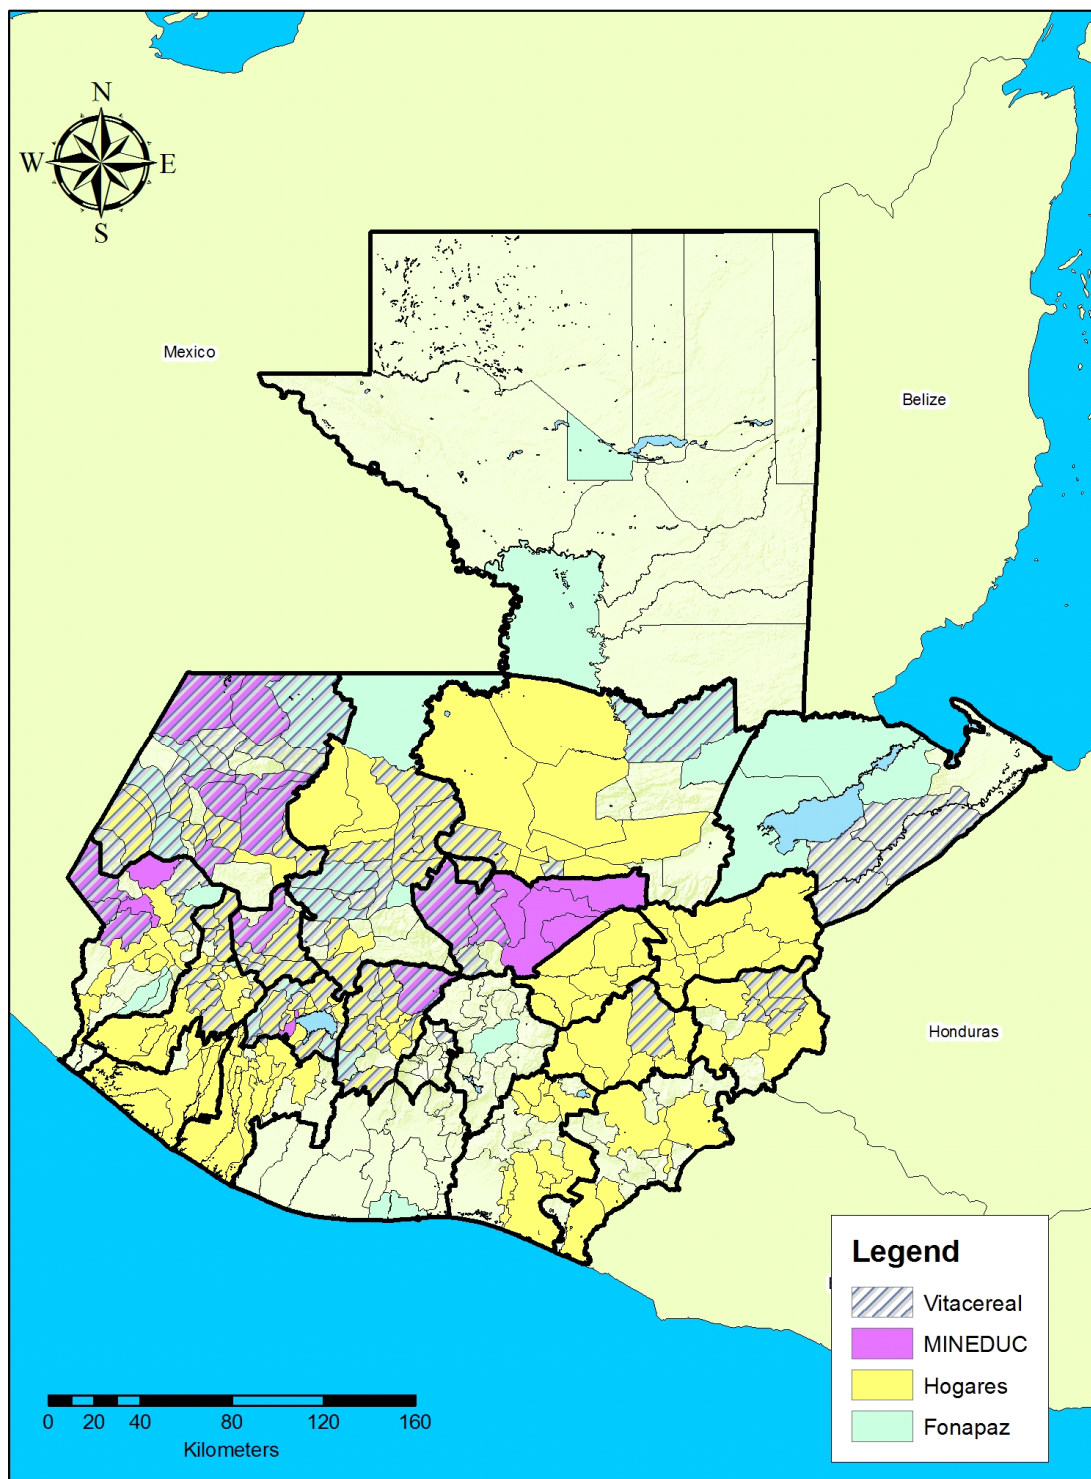 N
W E
S
Mexico
Belize
Honduras
Legend
Vitacereal
MINEDUC
Hogares
Fonapaz
0 20 40 80 120 160
Kilometers